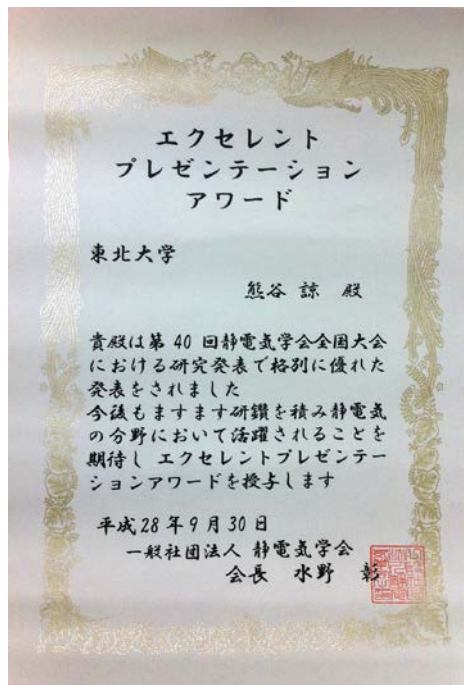 エクセレント
プレゼンテーション
アワード
東北大学
熊谷 諒 殿
貴殿は第 40 回静電気学会全国大会
における研究発表で格別に優れた
発表をされました
今後もますます研鑽を積み静電気
の分野において活躍されることを
期待し エクセレントプレゼンテー
ションアワードを授与します
平成28年9月30日
一般社団法人 静電気学会
会長 水野 彰